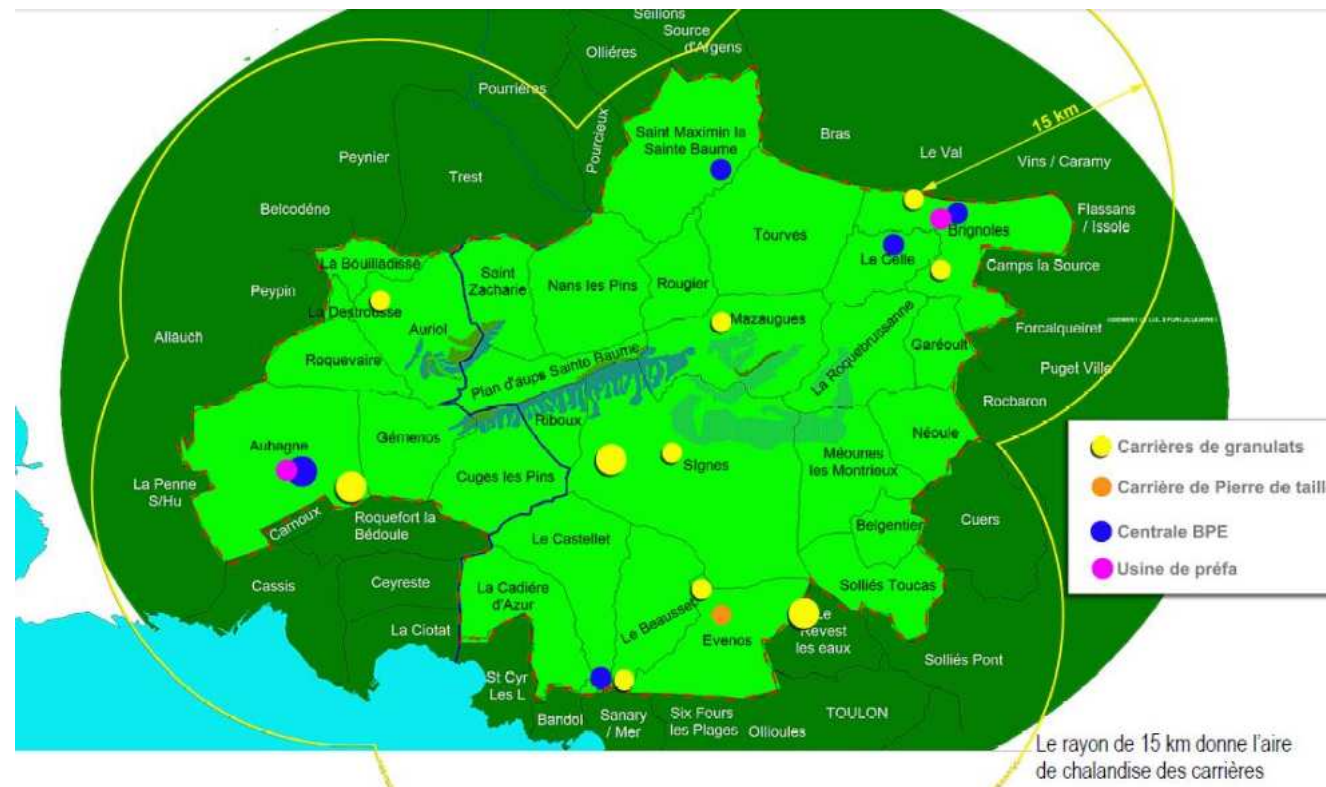 Seillons
Source
d'Argens
Olliéres
Pourriéres
Pourcieux
Saint Maximin la
Sainte Baume
Bras
15 km
Le Val
Vins / Caramy
Peynier
Trest
Belcodéne
Flassans
/ Issole
Brignoles
Tourves
La Celle
Camps la Source
La Bouilladisse
Saint
Zacharie
Nans les Pins
Rougier
Peypin
La Destrousse
Mazaugues
Forcalqueiret
Allauch
Auriol
Garéoult
Roquevaire
Plan d'aups Sainte Baume
La Roquebrussanne
Puget Ville
Rocbaron
Riboux
Néoule
Aubagne
Gémenos
Cuges les Pins
Signes
Méounes
les Montrieux
La Penne
S/Hu
Carnoux
Roquefort la
Bédoule
Cuers
Belgentier
Le Castellet
Cassis
Ceyreste
La Cadiére
d'Azur
Solliés Toucas
Le Beausset
Evenos
Le
Revest
les eaux
La Ciotat
Solliés Pont
St Cyr
Les L
Bandol
Sanary
/ Mer
Six Fours
les Plages
Ollioules
TOULON
Carrières de granulats
Carrière de Pierre de taill
Centrale BPE
Usine de préfa
Le rayon de 15 km donne l'aire
de chalandise des carrières